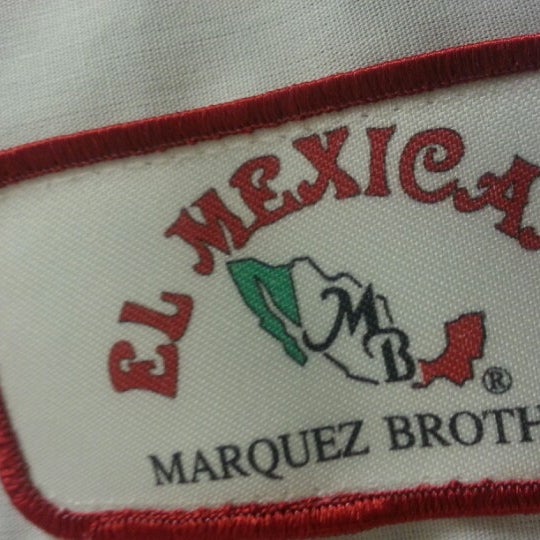 EL MEXICA
MB
®
MARQUEZ BROTH